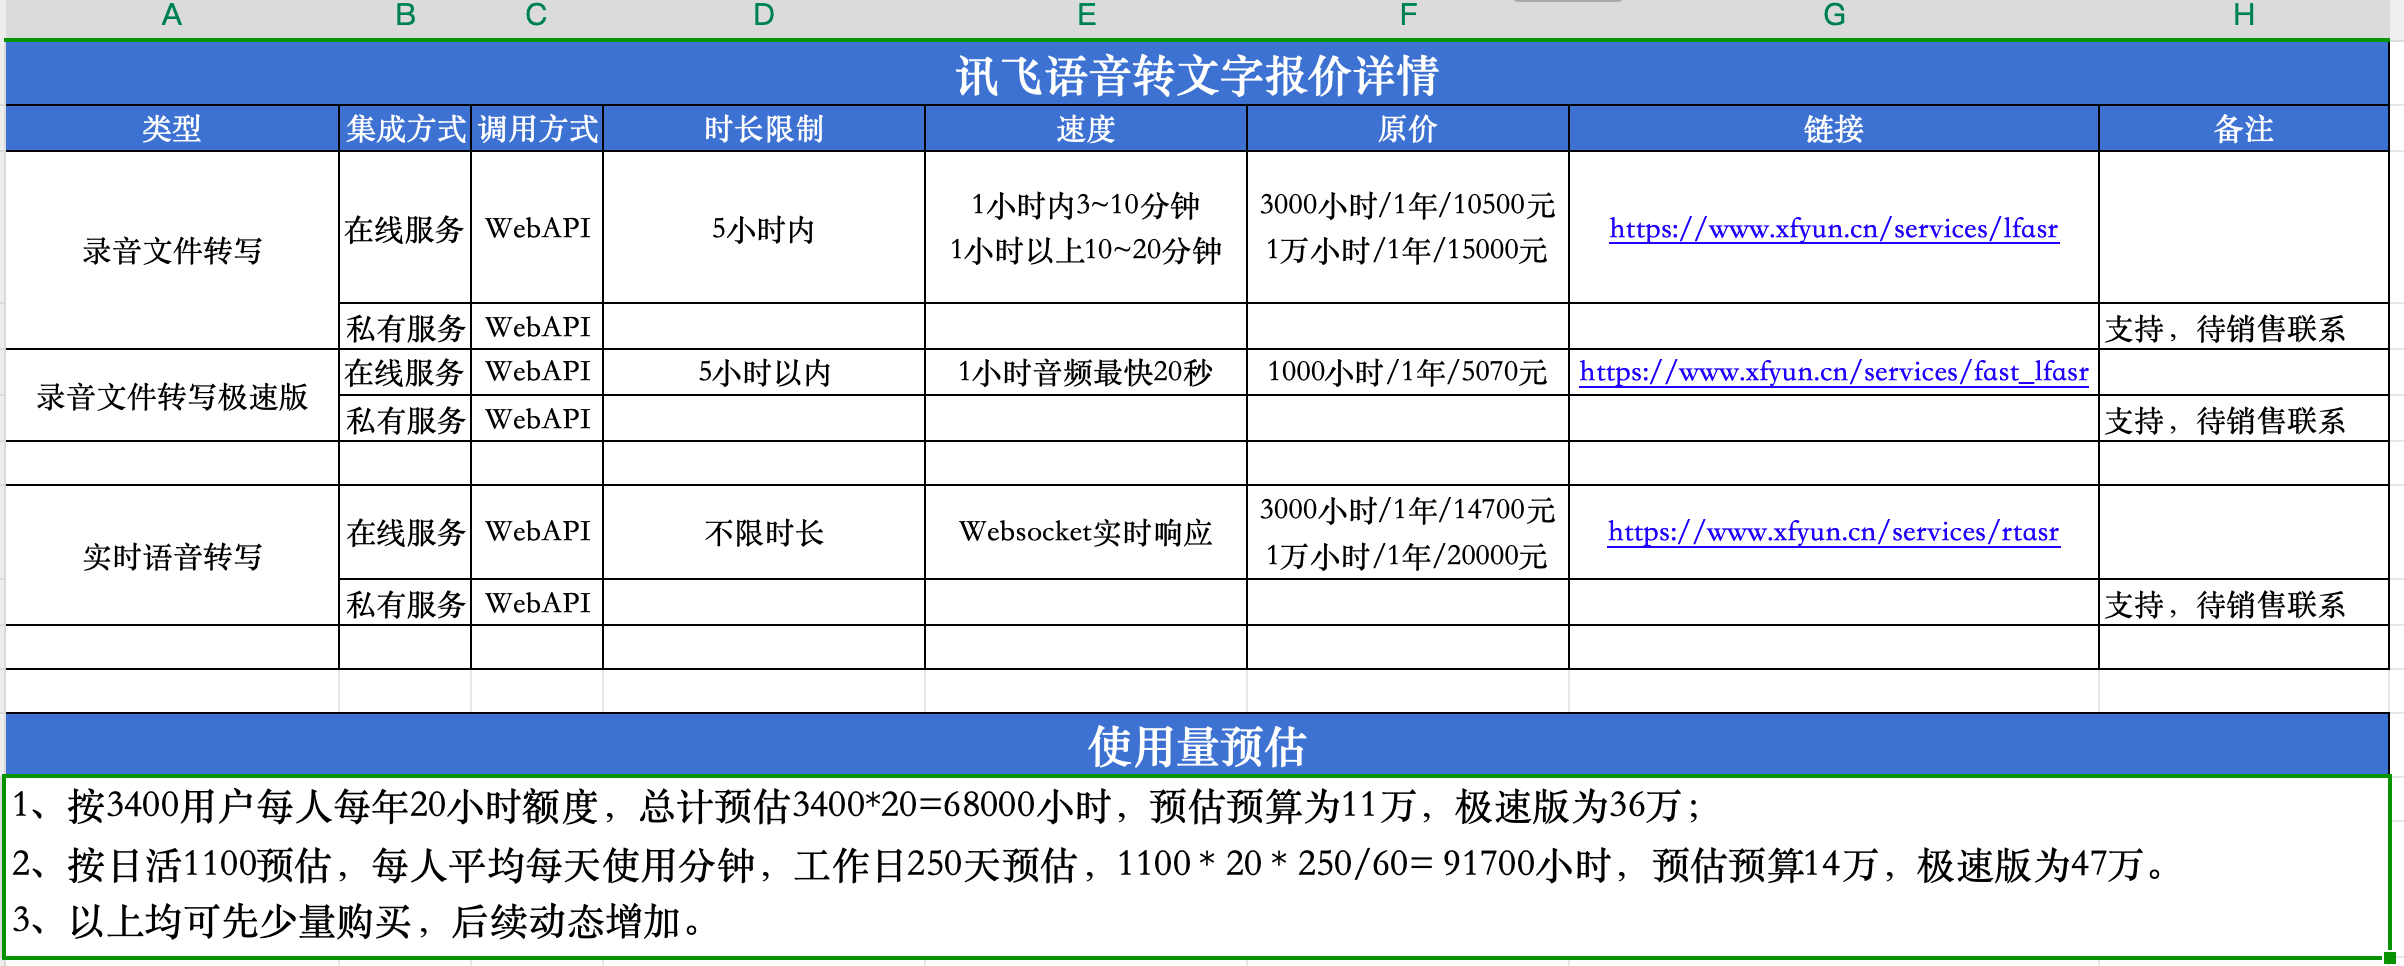 A B C D E F G H
讯飞语音转文字报价详情
类型 集成方式 调用方式 时长限制 速度 原价 链接 备注
录音文件转写
在线服务 WebAPI 5小时内
1小时内3~10分钟
1小时以上10~20分钟
3000小时/1年/10500元
1万小时/1年/15000元
https://www.xfyun.cn/services/lfasr
私有服务 WebAPI 支持，待销售联系
录音文件转写极速版
在线服务 WebAPI 5小时以内 1小时音频最快20秒 1000小时/1年/5070元 https://www.xfyun.cn/services/fast_lfasr
私有服务 WebAPI 支持，待销售联系
实时语音转写
在线服务 WebAPI 不限时长 Websocket实时响应
3000小时/1年/14700元
1万小时/1年/20000元
https://www.xfyun.cn/services/rtasr
私有服务 WebAPI 支持，待销售联系
使用量预估
1、按3400用户每人每年20小时额度，总计预估3400*20=68000小时，预估预算为11万，极速版为36万；
2、按日活1100预估，每人平均每天使用分钟，工作日250天预估，1100 * 20 * 250/60= 91700小时，预估预算14万，极速版为47万。
3、以上均可先少量购买，后续动态增加。